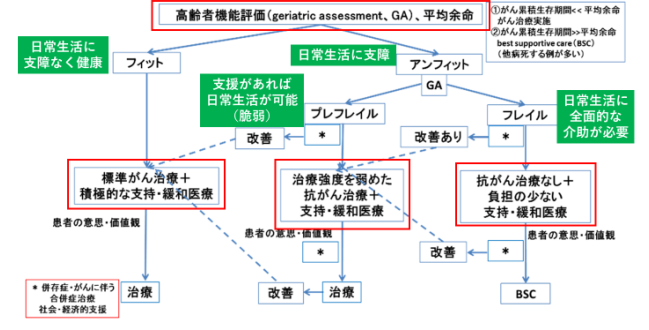 高齢者機能評価（geriatric assessment、GA）、平均余命
①がん累積生存期間<<平均余命
がん治療実施
②がん累積生存期間>>平均余命
best supportive care（BSC）
（他病死する例が多い）
日常生活に
支障なく健康
フィット
日常生活に支障
アンフィット
GA
支援があれば
日常生活が可能
（脆弱）
プレフレイル
フレイル
日常生活に
全面的な
介助が必要
改善
*
改善あり
*
標準がん治療＋
積極的な支持・緩和医療
治療強度を弱めた
抗がん治療＋
支持・緩和医療
抗がん治療なし＋
負担の少ない
支持・緩和医療
患者の意思・価値観
患者の意思・価値観
患者の意思・価値観
*
改善
*
* 併存症・がんに伴う
合併症治療
社会・経済的支援
治療
改善
治療
BSC